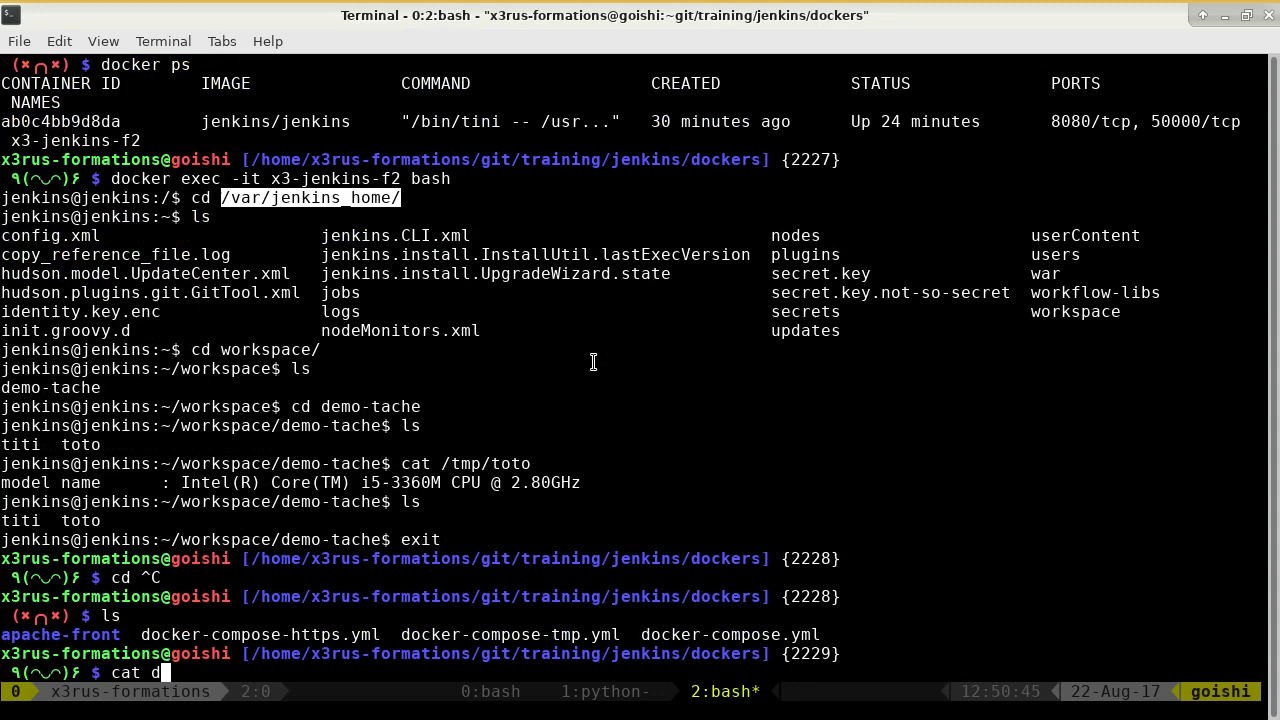 Terminal - 0:2:bash - "x3rus-formations@goishi:~git/training/jenkins/dockers"
File Edit View Terminal Tabs Help
(✖╭╮✖) $ docker ps
CONTAINER ID        IMAGE               COMMAND                  CREATED             STATUS              PORTS
NAMES
ab0c4bb9d8da        jenkins/jenkins     "/bin/tini -- /usr..."   30 minutes ago      Up 24 minutes       8080/tcp, 50000/tcp
x3-jenkins-f2
x3rus-formations@goishi [/home/x3rus-formations/git/training/jenkins/dockers] {2227}
٩(◠◡◠)۶ $ docker exec -it x3-jenkins-f2 bash
jenkins@jenkins:/$ cd /var/jenkins_home/
jenkins@jenkins:~$ ls
config.xml                      jenkins.CLI.xml                              nodes                     userContent
copy_reference_file.log         jenkins.install.InstallUtil.lastExecVersion  plugins                   users
hudson.model.UpdateCenter.xml   jenkins.install.UpgradeWizard.state          secret.key                war
hudson.plugins.git.GitTool.xml  jobs                                         secret.key.not-so-secret  workflow-libs
identity.key.enc                logs                                         secrets                   workspace
init.groovy.d                   nodeMonitors.xml                             updates
jenkins@jenkins:~$ cd workspace/
jenkins@jenkins:~/workspace$ ls
demo-tache
jenkins@jenkins:~/workspace$ cd demo-tache
jenkins@jenkins:~/workspace/demo-tache$ ls
titi  toto
jenkins@jenkins:~/workspace/demo-tache$ cat /tmp/toto
model name      : Intel(R) Core(TM) i5-3360M CPU @ 2.80GHz
jenkins@jenkins:~/workspace/demo-tache$ ls
titi  toto
jenkins@jenkins:~/workspace/demo-tache$ exit
x3rus-formations@goishi [/home/x3rus-formations/git/training/jenkins/dockers] {2228}
٩(◠◡◠)۶ $ cd ^C
x3rus-formations@goishi [/home/x3rus-formations/git/training/jenkins/dockers] {2228}
(✖╭╮✖) $ ls
apache-front  docker-compose-https.yml  docker-compose-tmp.yml  docker-compose.yml
x3rus-formations@goishi [/home/x3rus-formations/git/training/jenkins/dockers] {2229}
٩(◠◡◠)۶ $ cat d
0 x3rus-formations 2:0 0:bash 1:python- 2:bash* 12:50:45 22-Aug-17 goishi